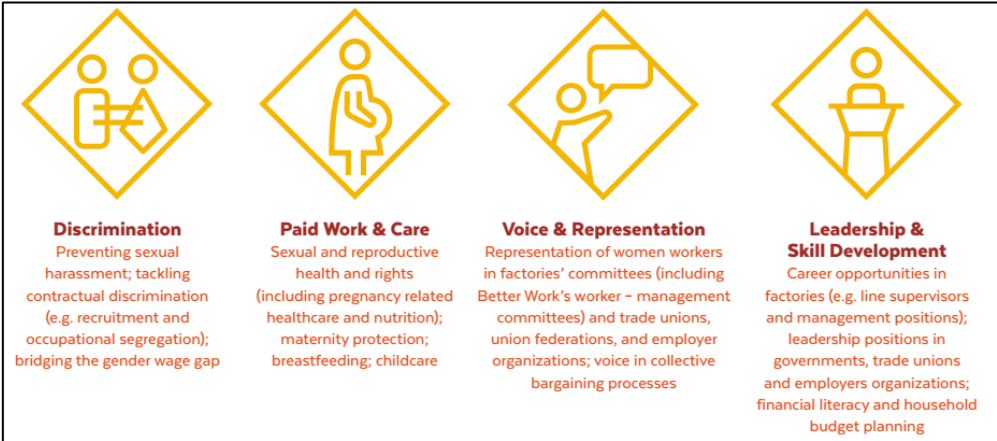 Discrimination
Preventing sexual
harassment; tackling
contractual discrimination
(e.g. recruitment and
occupational segregation);
bridging the gender wage gap
Paid Work & Care
Sexual and reproductive
health and rights
(including pregnancy related
healthcare and nutrition);
maternity protection;
breastfeeding; childcare
Voice & Representation
Representation of women workers
in factories’ committees (including
Better Work’s worker – management
committees) and trade unions,
union federations, and employer
organizations; voice in collective
bargaining processes
Leadership &
Skill Development
Career opportunities in
factories (e.g. line supervisors
and management positions);
leadership positions in
governments, trade unions
and employers organizations;
financial literacy and household
budget planning